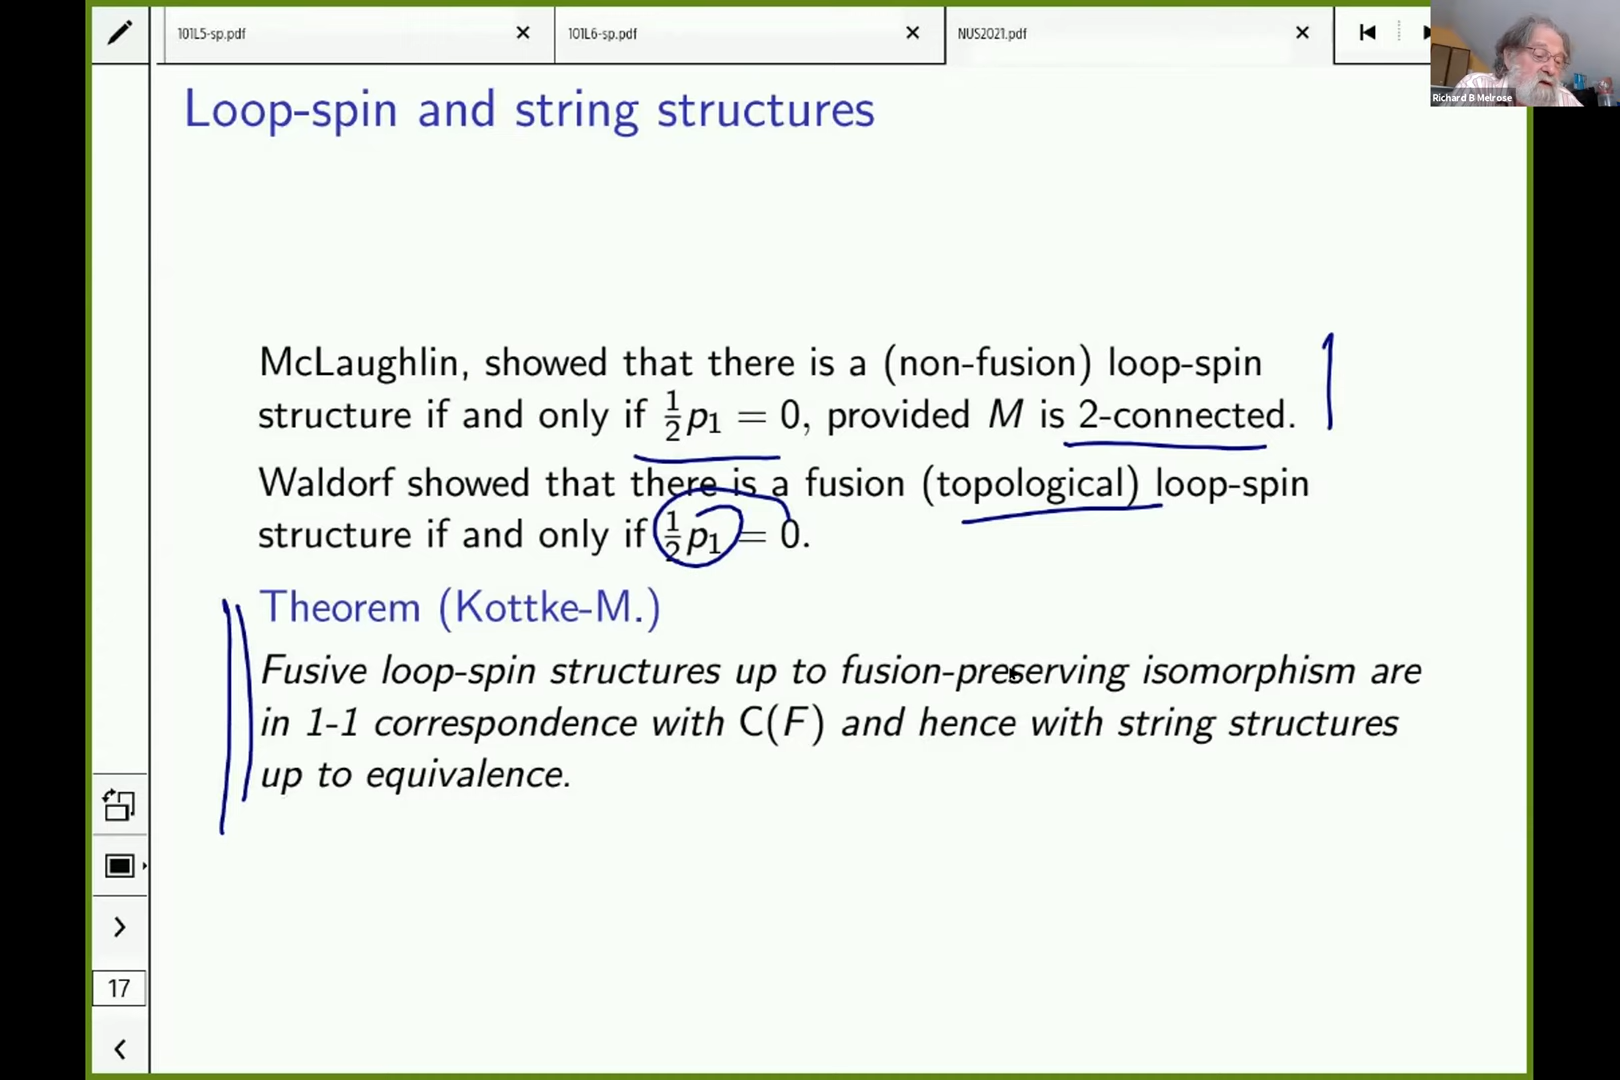 101L5-sp.pdf
101L6-sp.pdf
NUS2021.pdf
Richard B Melrose
Loop-spin and string structures
McLaughlin, showed that there is a (non-fusion) loop-spin
structure if and only if ½p₁ = 0, provided M is 2-connected.
Waldorf showed that there is a fusion (topological) loop-spin
structure if and only if ½p₁ = 0.
Theorem (Kottke-M.)
Fusive loop-spin structures up to fusion-preserving isomorphism are
in 1-1 correspondence with C(F) and hence with string structures
up to equivalence.
17